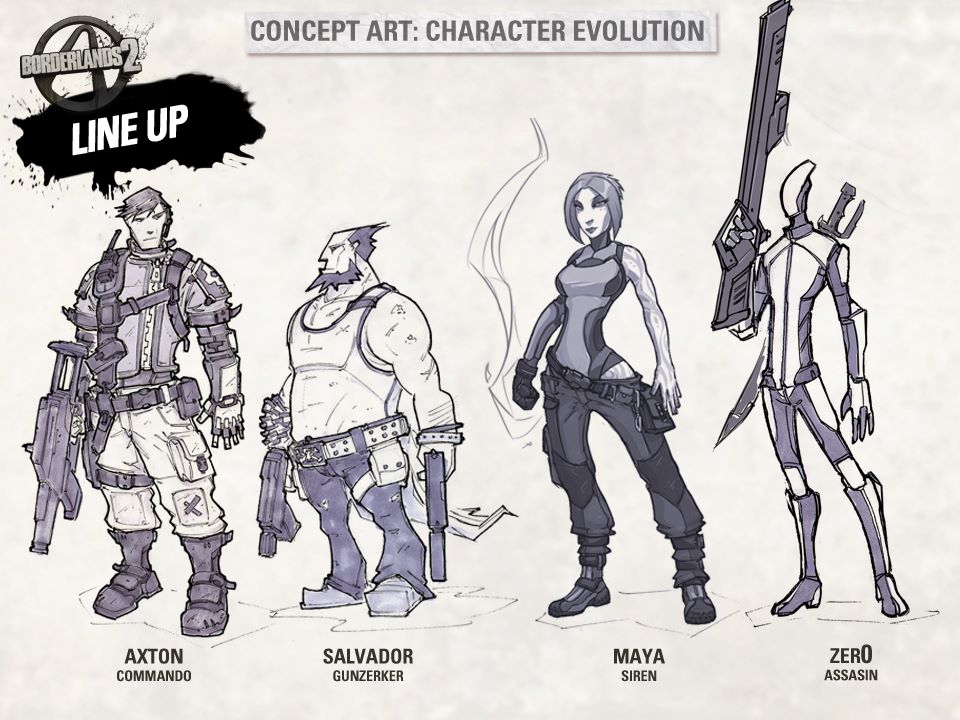 CONCEPT ART: CHARACTER EVOLUTION
BORDERLANDS 2
LINE UP
AXTON
COMMANDO
SALVADOR
GUNZERKER
MAYA
SIREN
ZER0
ASSASIN